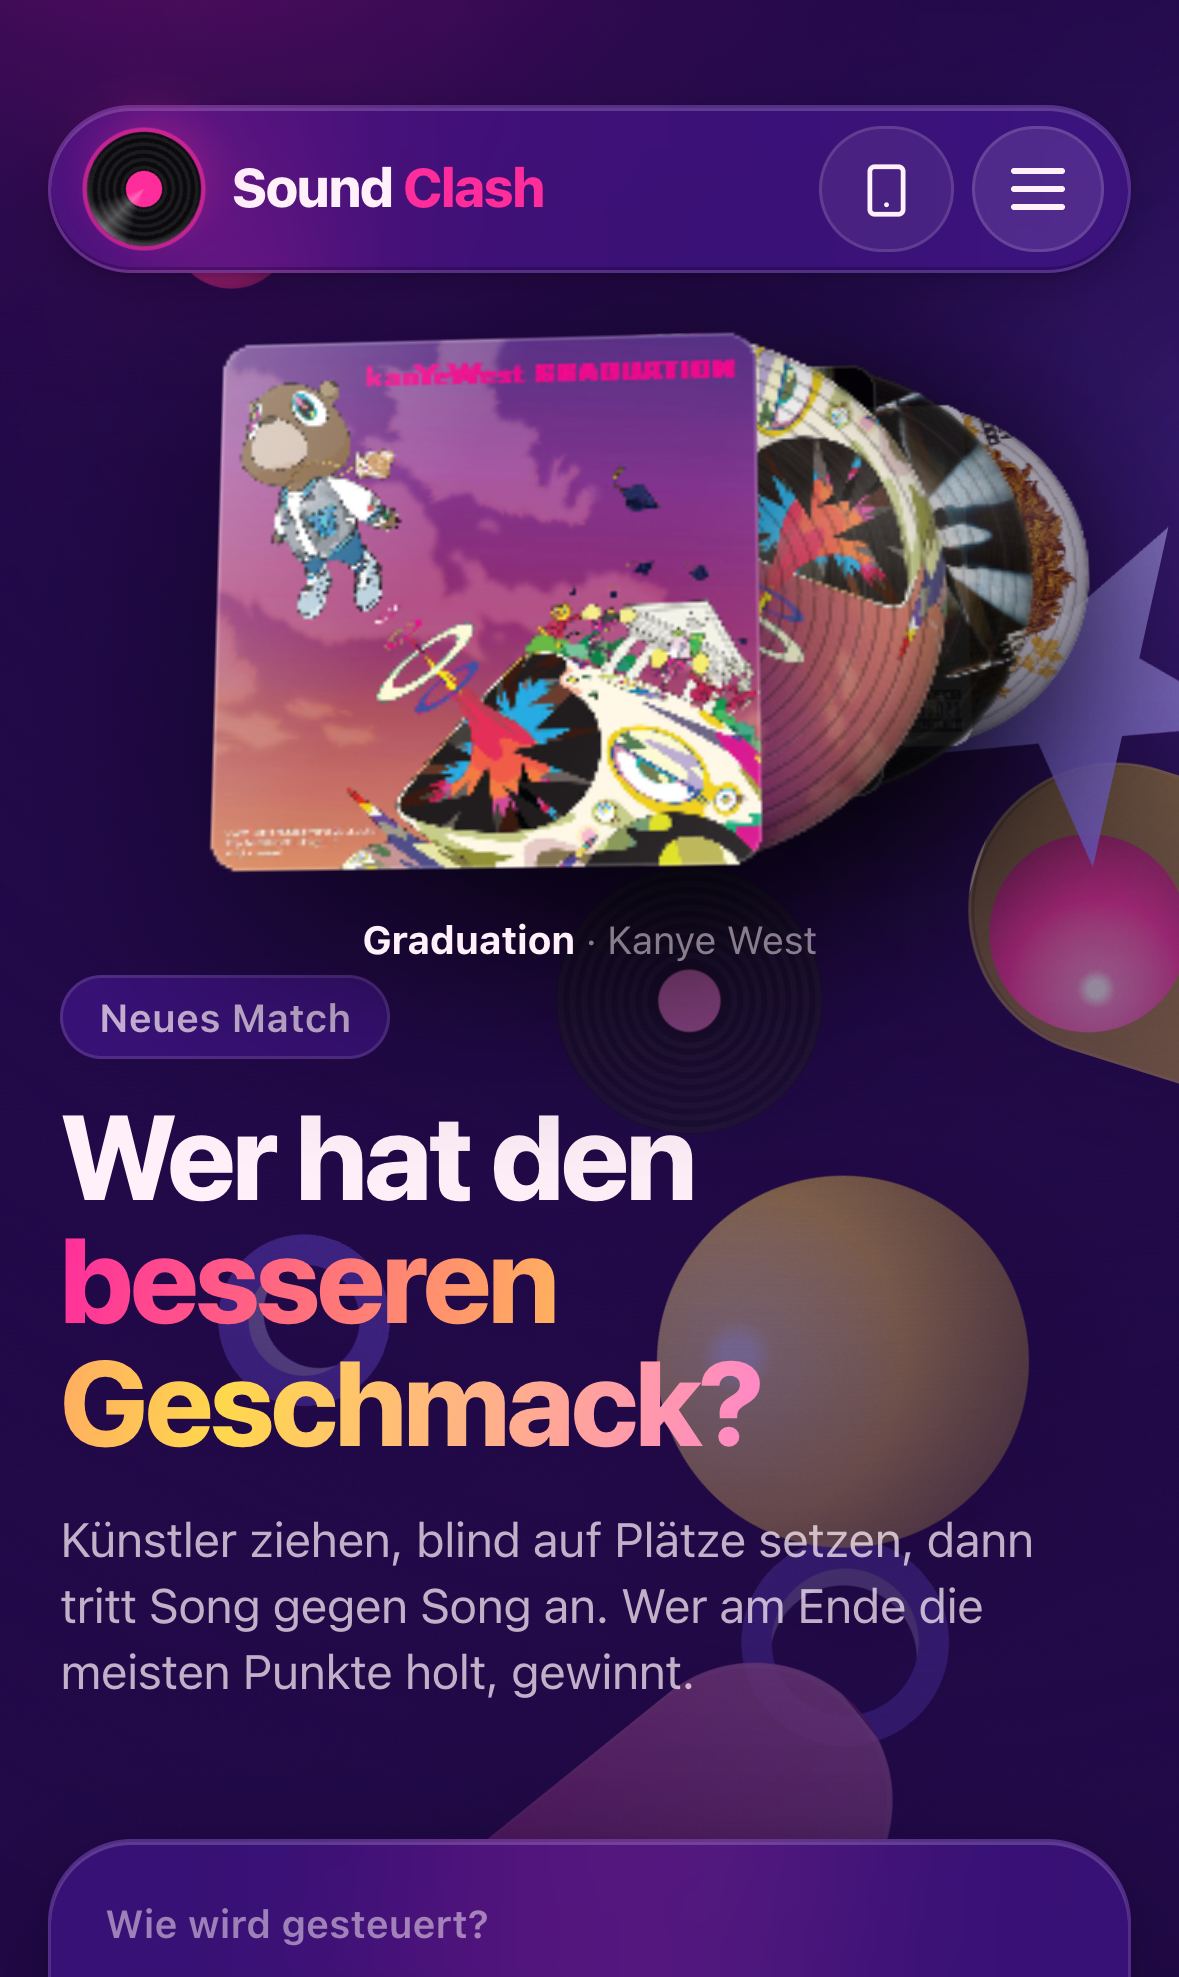 Sound Clash
kanYeWest GRADUATION
Graduation · Kanye West
Neues Match
Wer hat den
besseren
Geschmack?
Künstler ziehen, blind auf Plätze setzen, dann
tritt Song gegen Song an. Wer am Ende die
meisten Punkte holt, gewinnt.
Wie wird gesteuert?